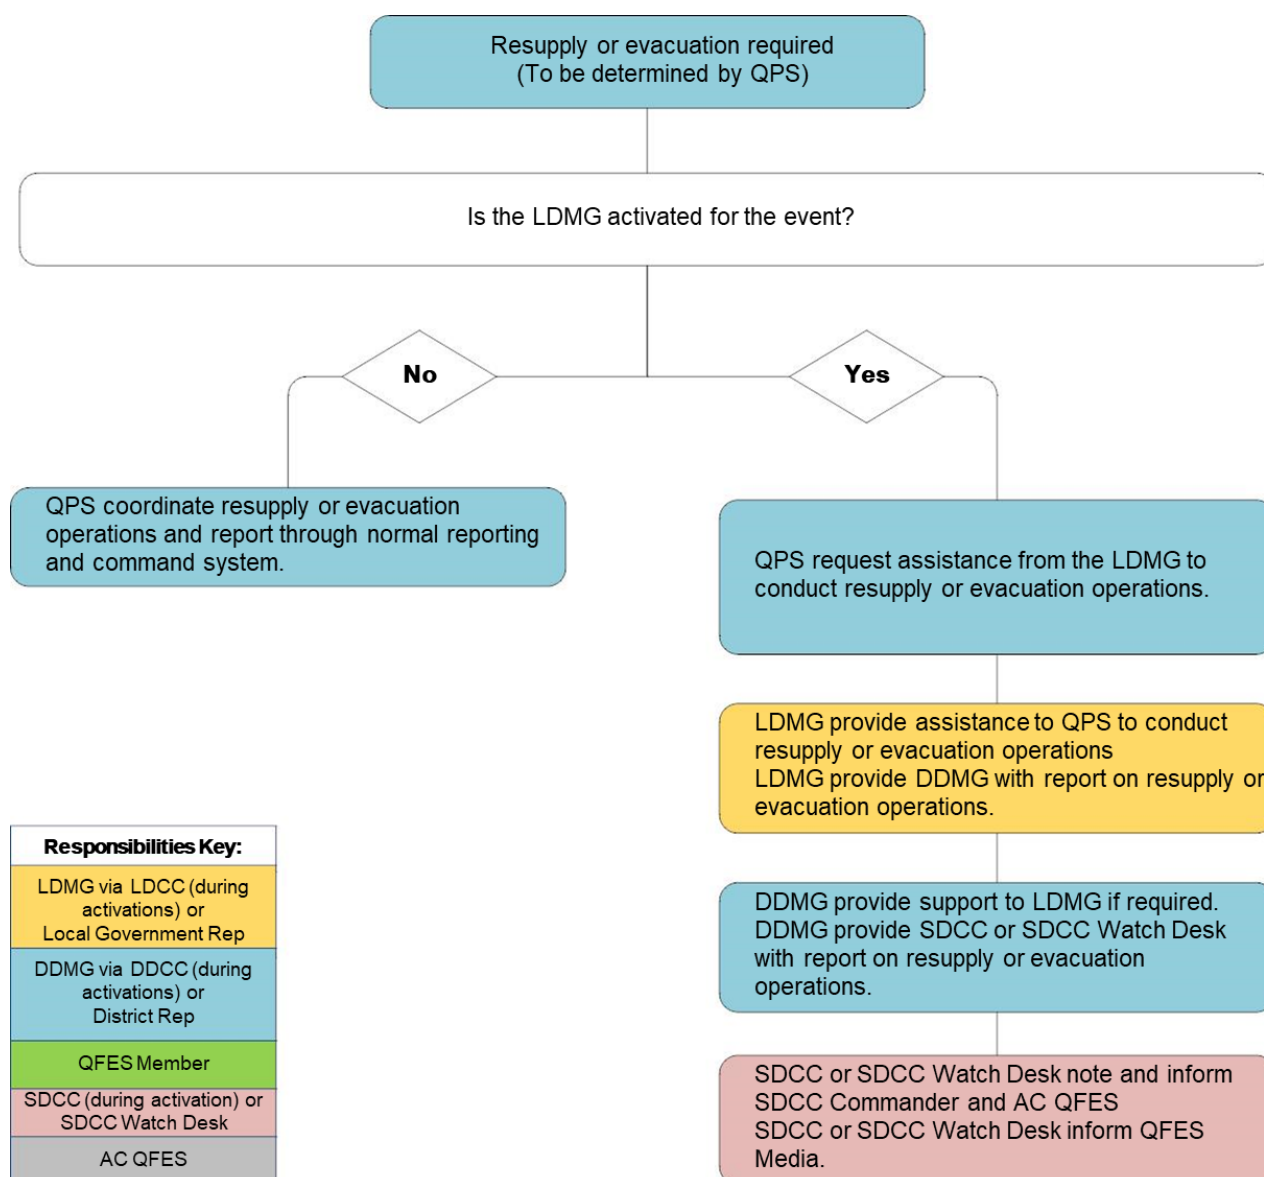 Resupply or evacuation required
(To be determined by QPS)
Is the LDMG activated for the event?
No
Yes
QPS coordinate resupply or evacuation
operations and report through normal reporting
and command system.
QPS request assistance from the LDMG to
conduct resupply or evacuation operations.
LDMG provide assistance to QPS to conduct
resupply or evacuation operations
LDMG provide DDMG with report on resupply or
evacuation operations.
DDMG provide support to LDMG if required.
DDMG provide SDCC or SDCC Watch Desk
with report on resupply or evacuation
operations.
SDCC or SDCC Watch Desk note and inform
SDCC Commander and AC QFES
SDCC or SDCC Watch Desk inform QFES
Media.
Responsibilities Key:
LDMG via LDCC (during
activations) or
Local Government Rep
DDMG via DDCC (during
activations) or
District Rep
QFES Member
SDCC (during activation) or
SDCC Watch Desk
AC QFES